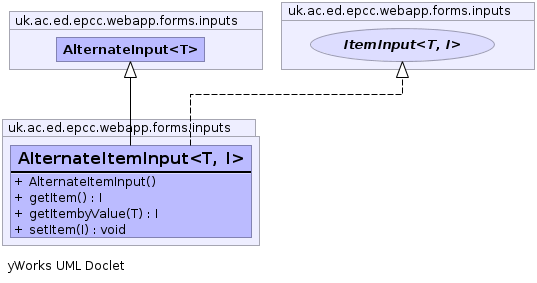 uk.ac.ed.epcc.webapp.forms.inputs
AlternateInput<T>
uk.ac.ed.epcc.webapp.forms.inputs
ItemInput<T, I>
uk.ac.ed.epcc.webapp.forms.inputs
AlternateItemInput<T, I>
+ AlternateItemInput()
+ getItem() : I
+ getItembyValue(T) : I
+ setItem(I) : void
yWorks UML Doclet